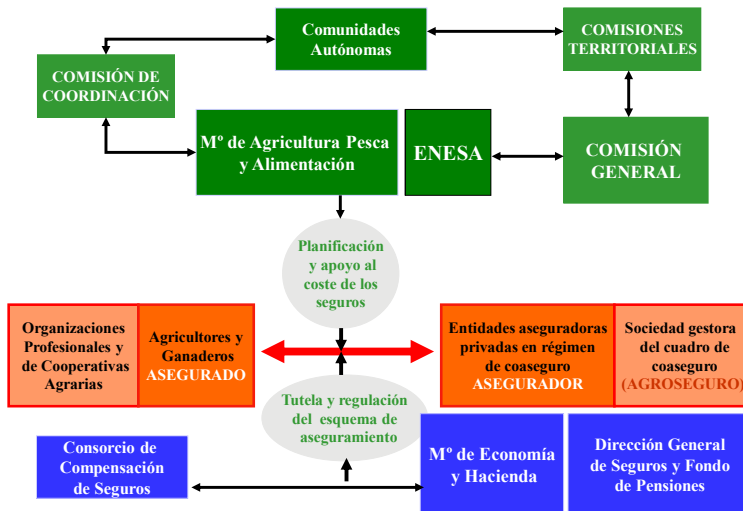 Comunidades
Autónomas
COMISIONES
TERRITORIALES
COMISIÓN DE
COORDINACIÓN
Mº de Agricultura Pesca
y Alimentación
ENESA
COMISIÓN
GENERAL
Planificación
y apoyo al
coste de los
seguros
Organizaciones
Profesionales y
de Cooperativas
Agrarias
Agricultores y
Ganaderos
ASEGURADO
Entidades aseguradoras
privadas en régimen
de coaseguro
ASEGURADOR
Sociedad gestora
del cuadro de
coaseguro
(AGROSEGURO)
Tutela y regulación
del esquema de
aseguramiento
Consorcio de
Compensación
de Seguros
Mº de Economía
y Hacienda
Dirección General
de Seguros y Fondo
de Pensiones